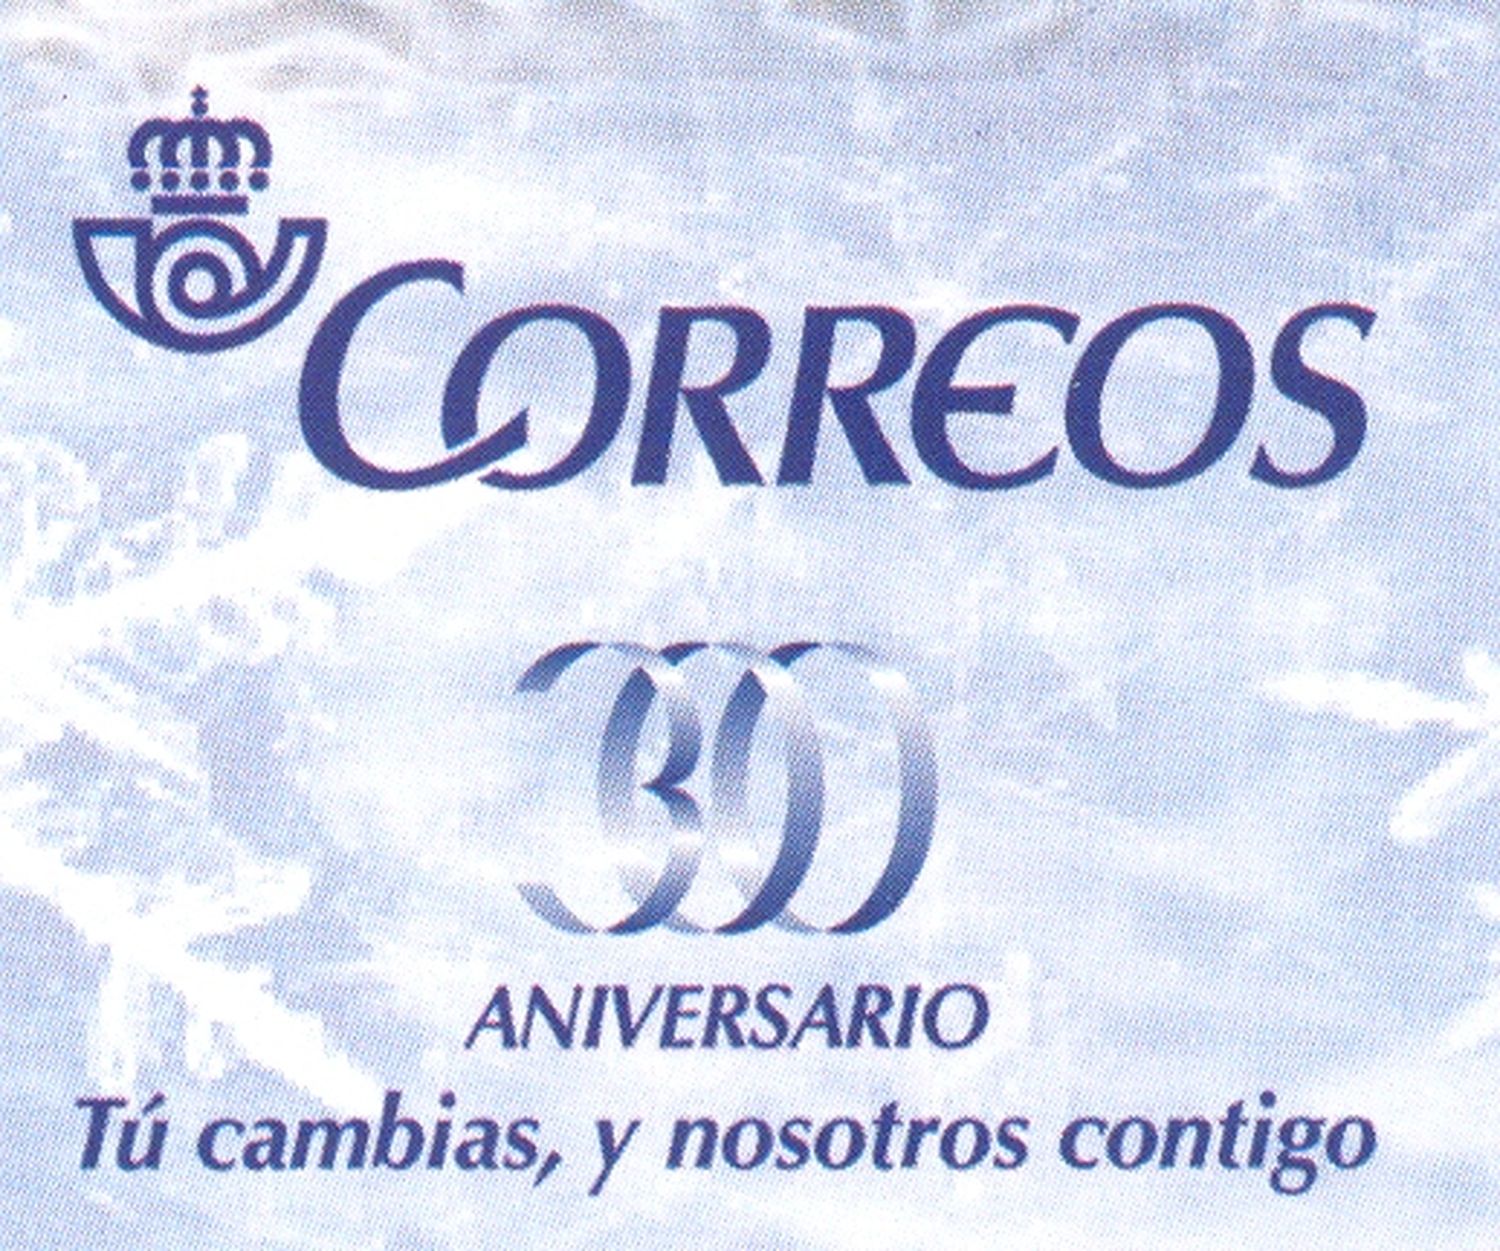 CORREOS
300
ANIVERSARIO
Tú cambias, y nosotros contigo